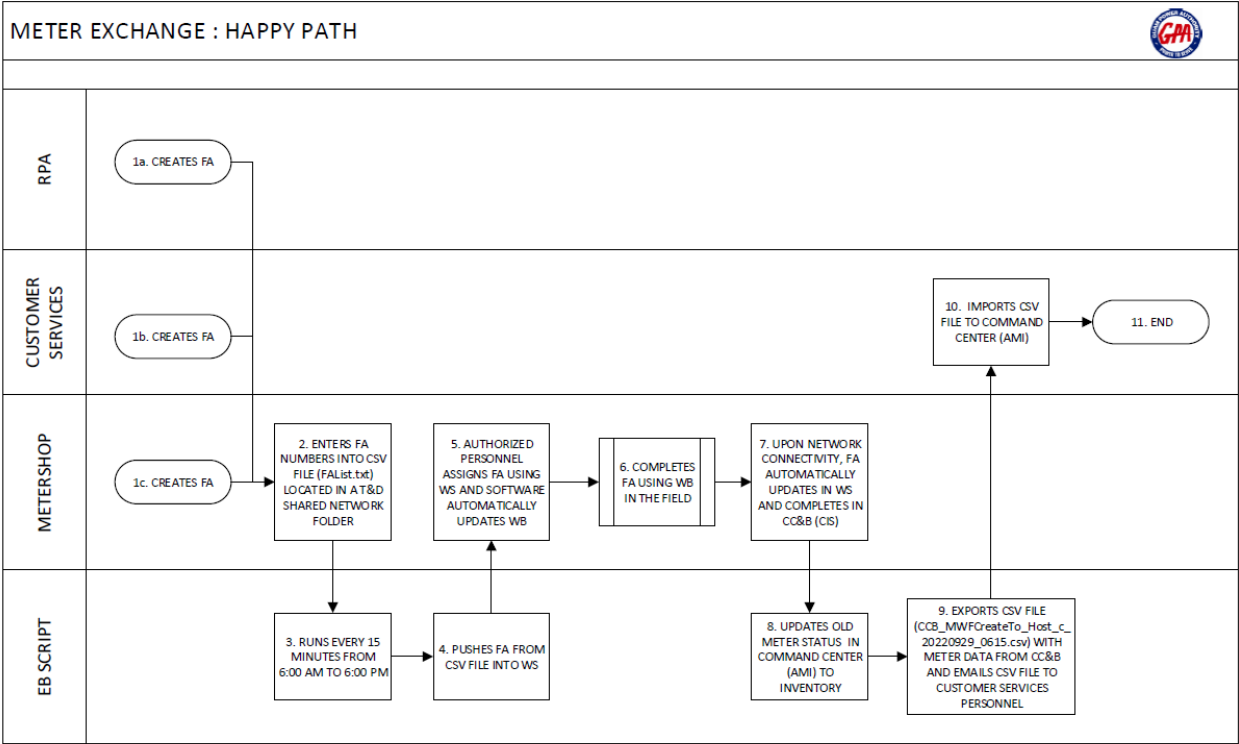 METER EXCHANGE : HAPPY PATH
GPA
RPA
1a. CREATES FA
CUSTOMER
SERVICES
1b. CREATES FA
10.  IMPORTS CSV
FILE TO COMMAND
CENTER (AMI)
11. END
METERSHOP
1c. CREATES FA
2. ENTERS FA
NUMBERS INTO CSV
FILE (FAList.txt)
LOCATED IN A T&D
SHARED NETWORK
FOLDER
5. AUTHORIZED
PERSONNEL
ASSIGNS FA USING
WS AND SOFTWARE
AUTOMATICALLY
UPDATES WB
6. COMPLETES
FA USING WB
IN THE FIELD
7. UPON NETWORK
CONNECTIVITY, FA
AUTOMATICALLY
UPDATES IN WS
AND COMPLETES IN
CC&B (CIS)
EB SCRIPT
3. RUNS EVERY 15
MINUTES FROM
6:00 AM TO 6:00 PM
4. PUSHES FA FROM
CSV FILE INTO WS
8. UPDATES OLD
METER STATUS  IN
COMMAND CENTER
(AMI) TO
INVENTORY
9. EXPORTS CSV FILE
(CCB_MWFCreateTo_Host_c_
20220929_0615.csv) WITH
METER DATA FROM CC&B
AND EMAILS CSV FILE TO
CUSTOMER SERVICES
PERSONNEL